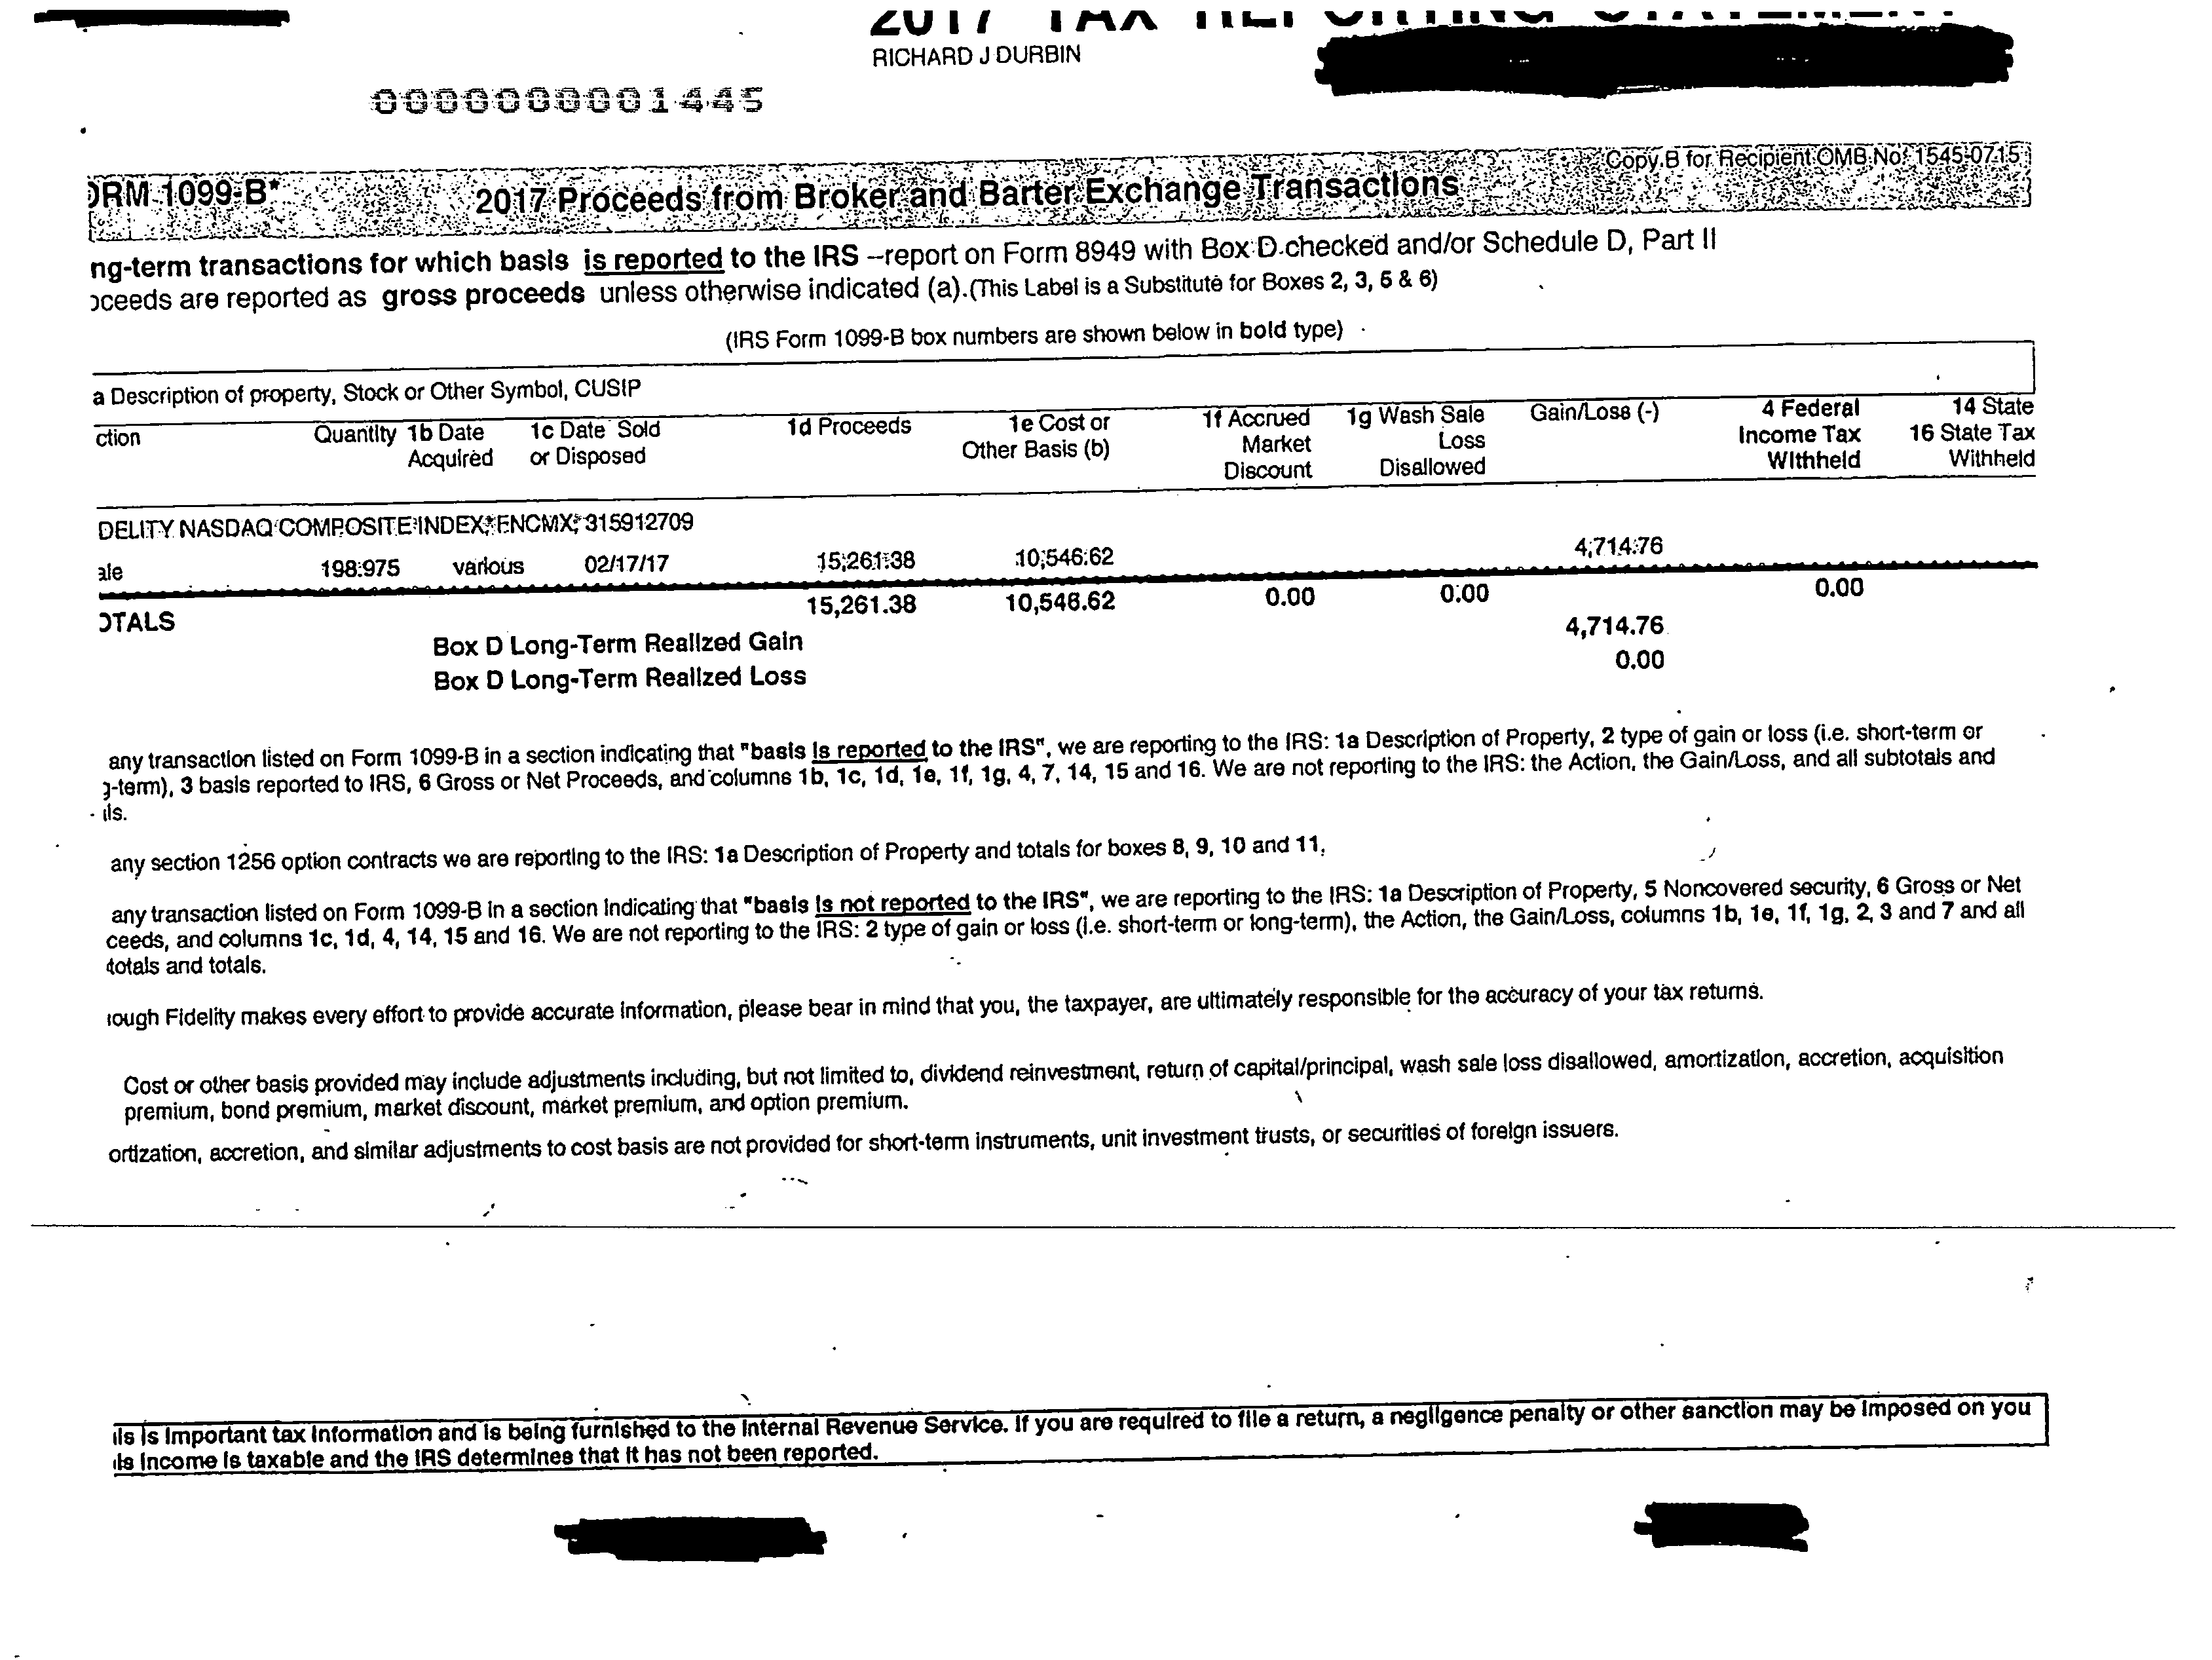 2017 TAX REPORTING STATEMENT
RICHARD J DURBIN
0000000001445
ORM 1099-B* 2017 Proceeds from Broker and Barter Exchange Transactions Copy B for Recipient OMB No. 1545-0715
ng-term transactions for which basis is reported to the IRS --report on Form 8949 with Box D checked and/or Schedule D, Part II
oceeds are reported as gross proceeds unless otherwise indicated (a).(This Label is a Substitute for Boxes 2, 3, 5 & 6)
(IRS Form 1099-B box numbers are shown below in bold type)
a Description of property, Stock or Other Symbol, CUSIP
ction Quantity 1b Date 1c Date Sold 1d Proceeds 1e Cost or 1f Accrued 1g Wash Sale Gain/Loss (-) 4 Federal 14 State
Acquired or Disposed Other Basis (b) Market Loss Income Tax 16 State Tax
Discount Disallowed Withheld Withheld
DELITY NASDAQ COMPOSITE INDEX, FNCMX, 315912709
ale 198.975 various 02/17/17 15,261.38 10,546.62 4,714.76
OTALS 15,261.38 10,546.62 0.00 0.00 0.00
Box D Long-Term Realized Gain 4,714.76
Box D Long-Term Realized Loss 0.00
any transaction listed on Form 1099-B in a section indicating that "basis is reported to the IRS", we are reporting to the IRS: 1a Description of Property, 2 type of gain or loss (i.e. short-term or
g-term), 3 basis reported to IRS, 6 Gross or Net Proceeds, and columns 1b, 1c, 1d, 1e, 1f, 1g, 4, 7, 14, 15 and 16. We are not reporting to the IRS: the Action, the Gain/Loss, and all subtotals and
ils.
any section 1256 option contracts we are reporting to the IRS: 1a Description of Property and totals for boxes 8, 9, 10 and 11.
any transaction listed on Form 1099-B in a section indicating that "basis is not reported to the IRS", we are reporting to the IRS: 1a Description of Property, 5 Noncovered security, 6 Gross or Net
ceeds, and columns 1c, 1d, 4, 14, 15 and 16. We are not reporting to the IRS: 2 type of gain or loss (i.e. short-term or long-term), the Action, the Gain/Loss, columns 1b, 1e, 1f, 1g, 2, 3 and 7 and all
totals and totals.
ough Fidelity makes every effort to provide accurate information, please bear in mind that you, the taxpayer, are ultimately responsible for the accuracy of your tax returns.
Cost or other basis provided may include adjustments including, but not limited to, dividend reinvestment, return of capital/principal, wash sale loss disallowed, amortization, accretion, acquisition
premium, bond premium, market discount, market premium, and option premium.
ortization, accretion, and similar adjustments to cost basis are not provided for short-term instruments, unit investment trusts, or securities of foreign issuers.
is is important tax information and is being furnished to the Internal Revenue Service. If you are required to file a return, a negligence penalty or other sanction may be imposed on you
is income is taxable and the IRS determines that it has not been reported.